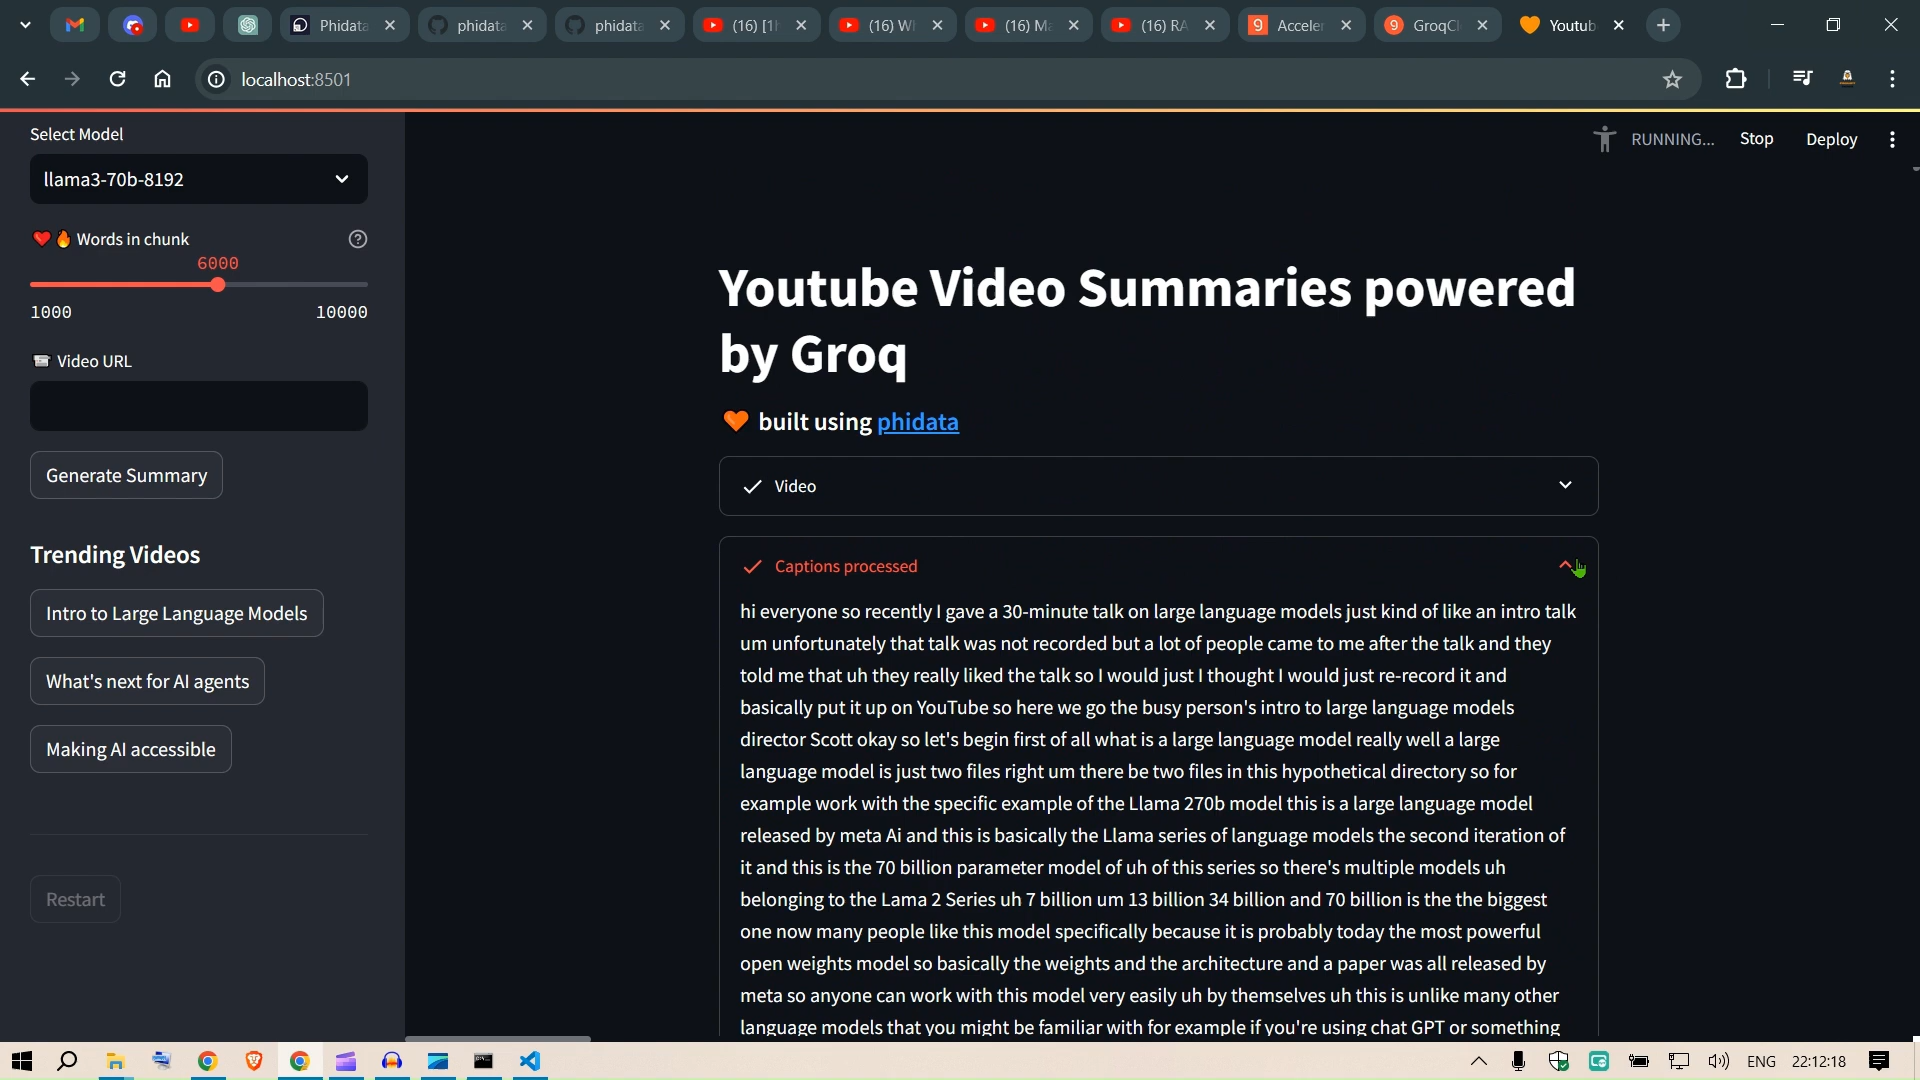 Phidata
phidata
phidata
(16) [1h
(16) W
(16) Ma
(16) RA
Acceler
GroqCl
Youtub
localhost:8501
Select Model
llama3-70b-8192
Words in chunk
6000
1000
10000
Video URL
Generate Summary
Trending Videos
Intro to Large Language Models
What's next for AI agents
Making AI accessible
Restart
RUNNING...
Stop
Deploy
Youtube Video Summaries powered
by Groq
built using phidata
Video
Captions processed
hi everyone so recently I gave a 30-minute talk on large language models just kind of like an intro talk
um unfortunately that talk was not recorded but a lot of people came to me after the talk and they
told me that uh they really liked the talk so I would just I thought I would just re-record it and
basically put it up on YouTube so here we go the busy person's intro to large language models
director Scott okay so let's begin first of all what is a large language model really well a large
language model is just two files right um there be two files in this hypothetical directory so for
example work with the specific example of the Llama 270b model this is a large language model
released by meta Ai and this is basically the Llama series of language models the second iteration of
it and this is the 70 billion parameter model of uh of this series so there's multiple models uh
belonging to the Lama 2 Series uh 7 billion um 13 billion 34 billion and 70 billion is the the biggest
one now many people like this model specifically because it is probably today the most powerful
open weights model so basically the weights and the architecture and a paper was all released by
meta so anyone can work with this model very easily uh by themselves uh this is unlike many other
language models that you might be familiar with for example if you're using chat GPT or something
ENG
22:12:18